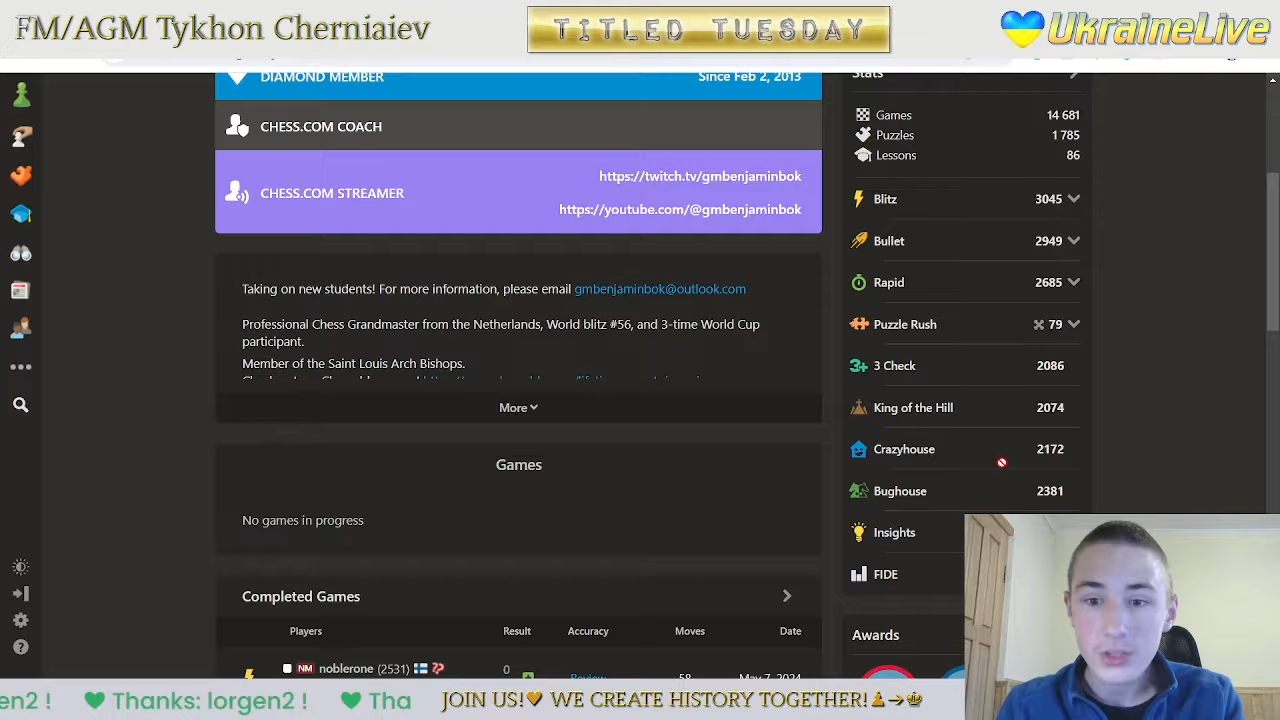 FM/AGM Tykhon Cherniaiev
TITLED TUESDAY
UkraineLive
DIAMOND MEMBER
Since Feb 2, 2013
CHESS.COM COACH
CHESS.COM STREAMER
https://twitch.tv/gmbenjaminbok
https://youtube.com/@gmbenjaminbok
Taking on new students! For more information, please email gmbenjaminbok@outlook.com
Professional Chess Grandmaster from the Netherlands, World blitz #56, and 3-time World Cup
participant.
Member of the Saint Louis Arch Bishops.
More
Games
No games in progress
Completed Games
Players Result Accuracy Moves Date
NM noblerone (2531) 0 Review 58 May 7, 2024
Stats
Games 14 681
Puzzles 1 785
Lessons 86
Blitz 3045
Bullet 2949
Rapid 2685
Puzzle Rush 79
3+ 3 Check 2086
King of the Hill 2074
Crazyhouse 2172
Bughouse 2381
Insights
FIDE
Awards
gen2 ! Thanks: lorgen2 ! Tha
JOIN US! WE CREATE HISTORY TOGETHER!